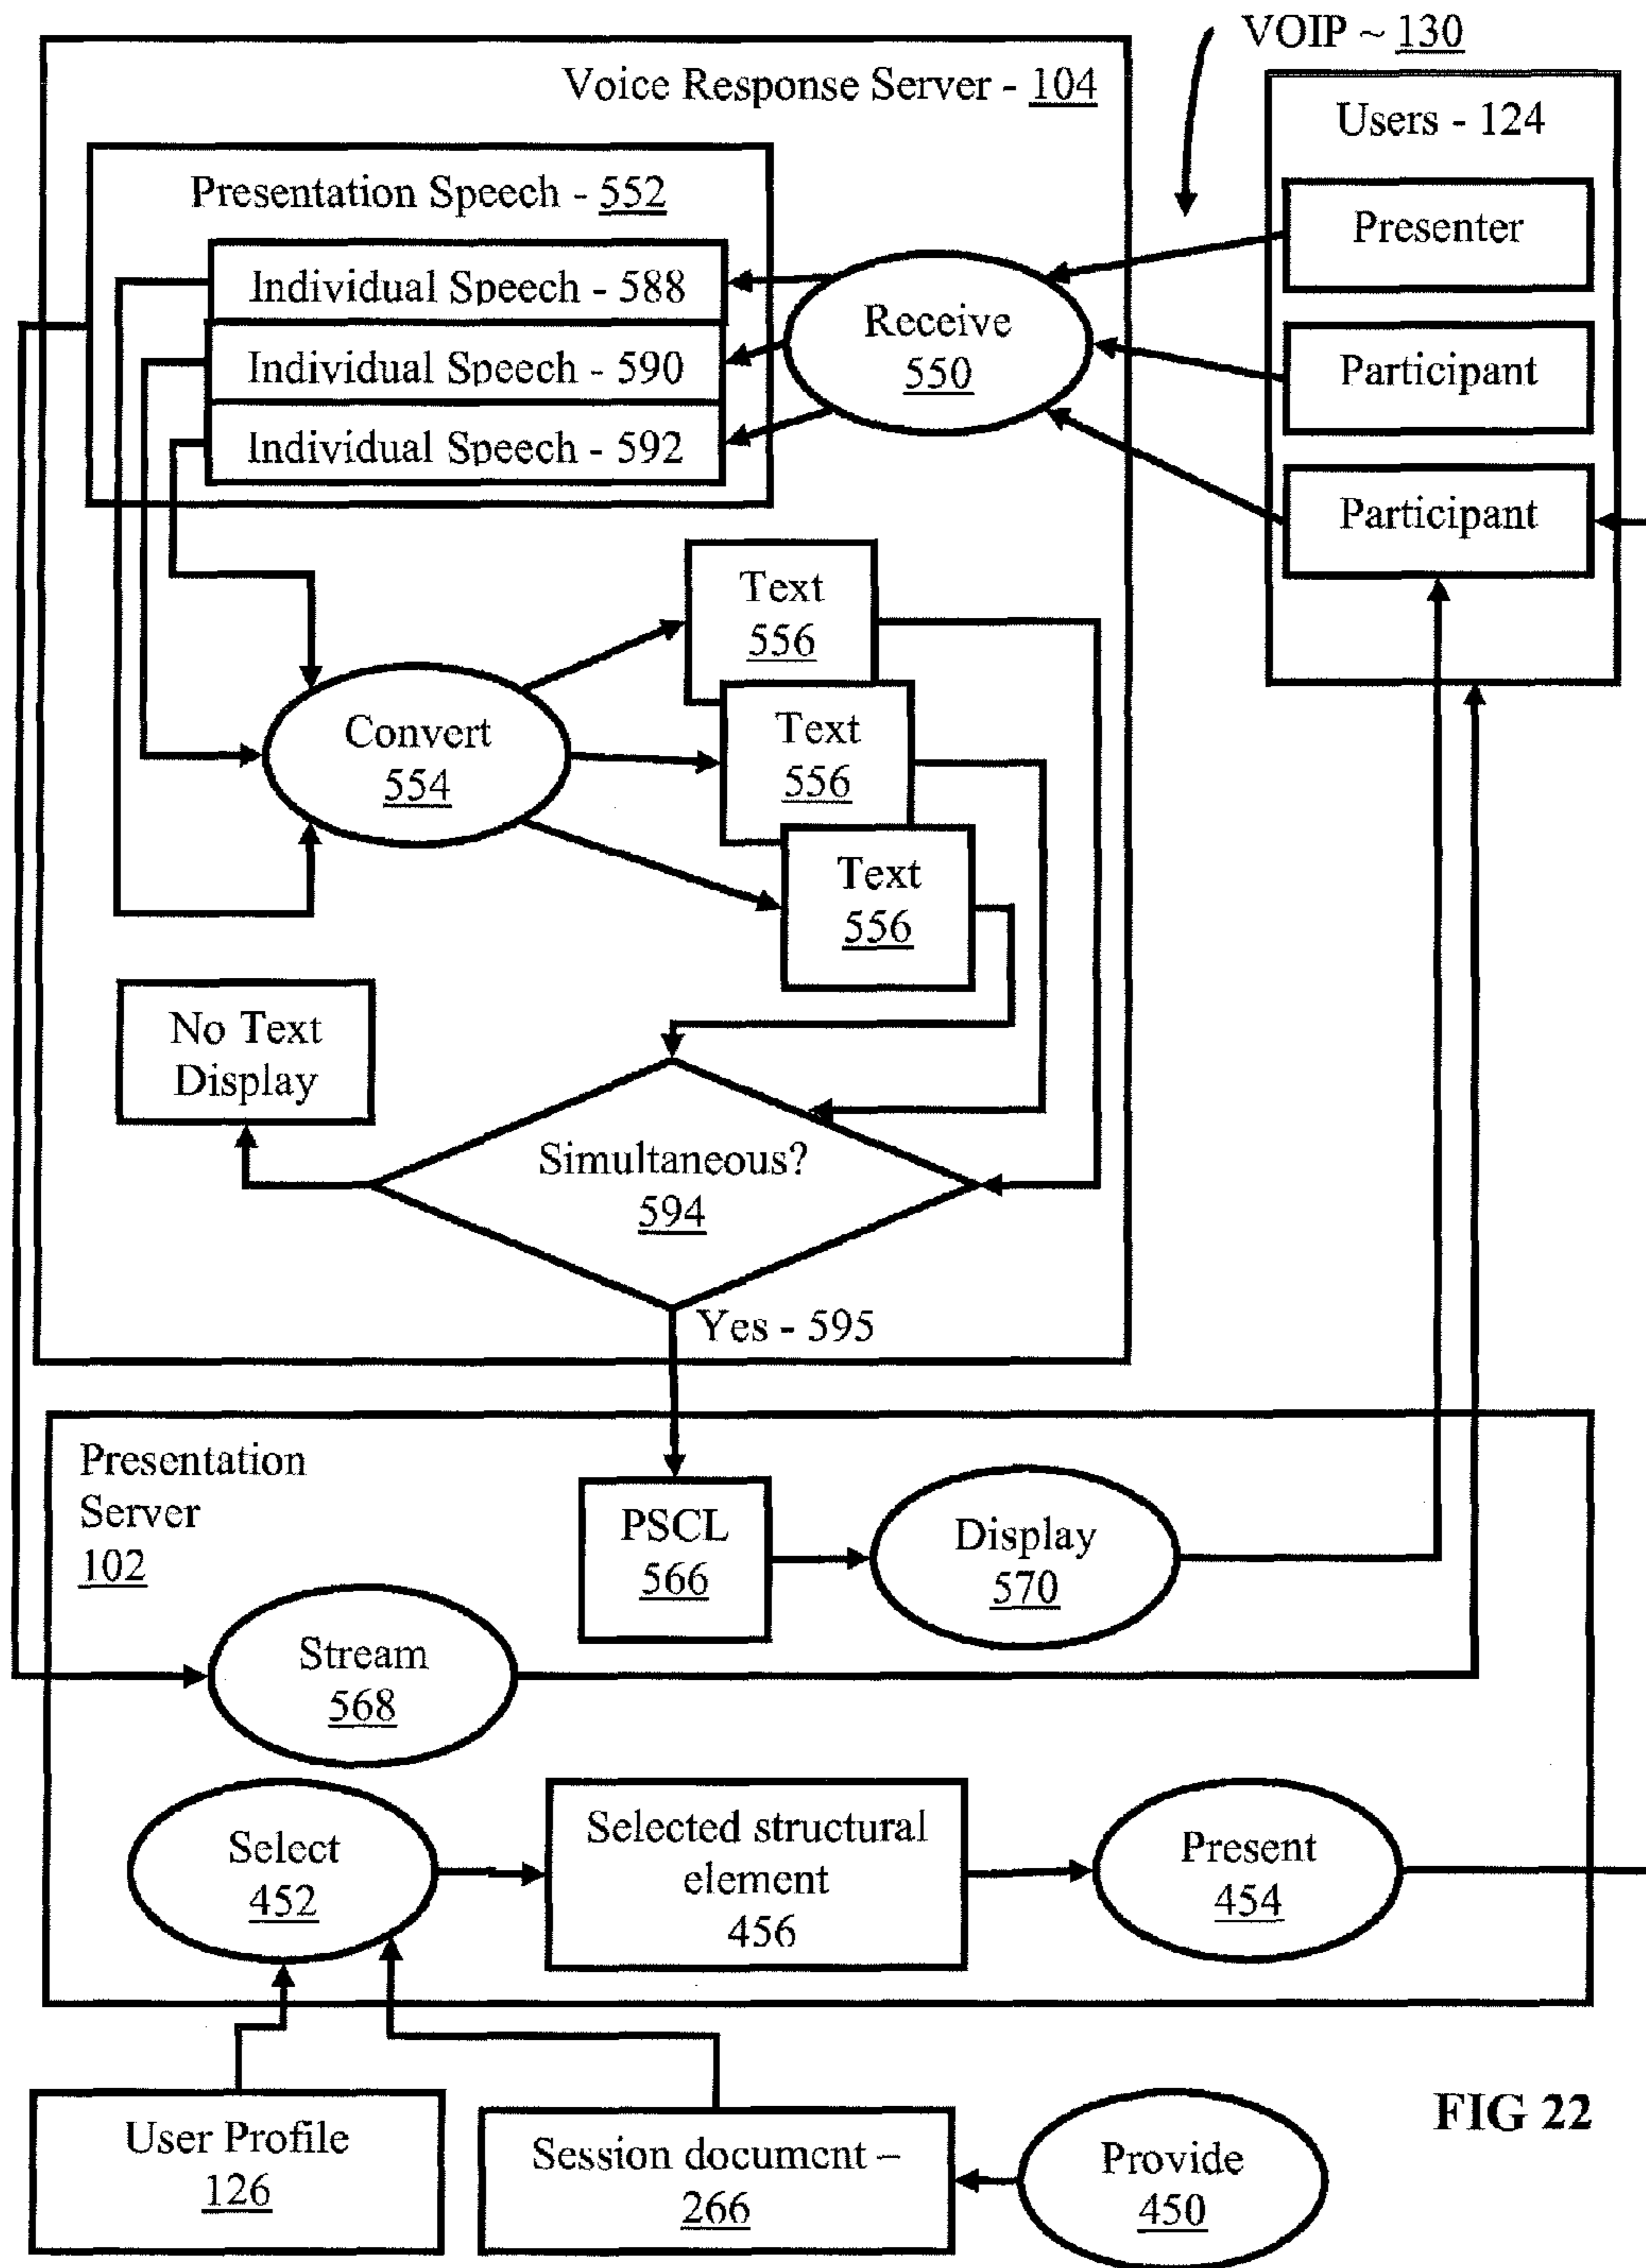 VOIP ~ 130
Voice Response Server - 104
Users - 124
Presentation Speech - 552
Presenter
Individual Speech - 588
Individual Speech - 590
Individual Speech - 592
Receive
550
Participant
Participant
Text
556
Text
556
Text
556
Convert
554
No Text
Display
Simultaneous?
594
Yes - 595
Presentation
Server
102
PSCL
566
Display
570
Stream
568
Select
452
Selected structural
element
456
Present
454
User Profile
126
Session document –
266
Provide
450
FIG 22